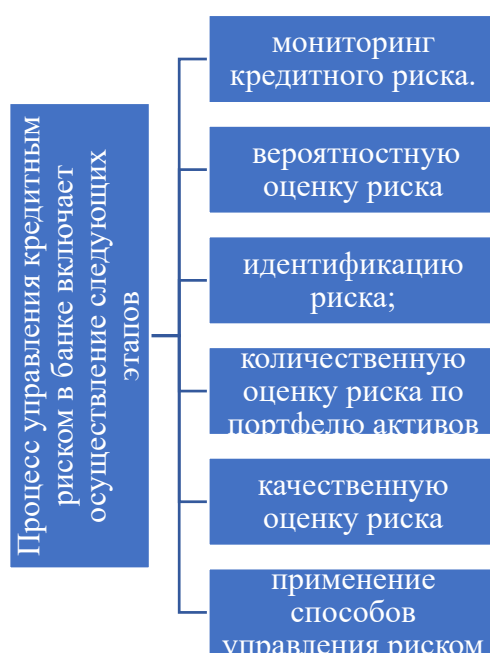 Процесс управления кредитным
риском в банке включает
осуществление следующих
этапов
мониторинг
кредитного риска.
вероятностную
оценку риска
идентификацию
риска;
количественную
оценку риска по
портфелю активов
качественную
оценку риска
применение
способов
управления риском